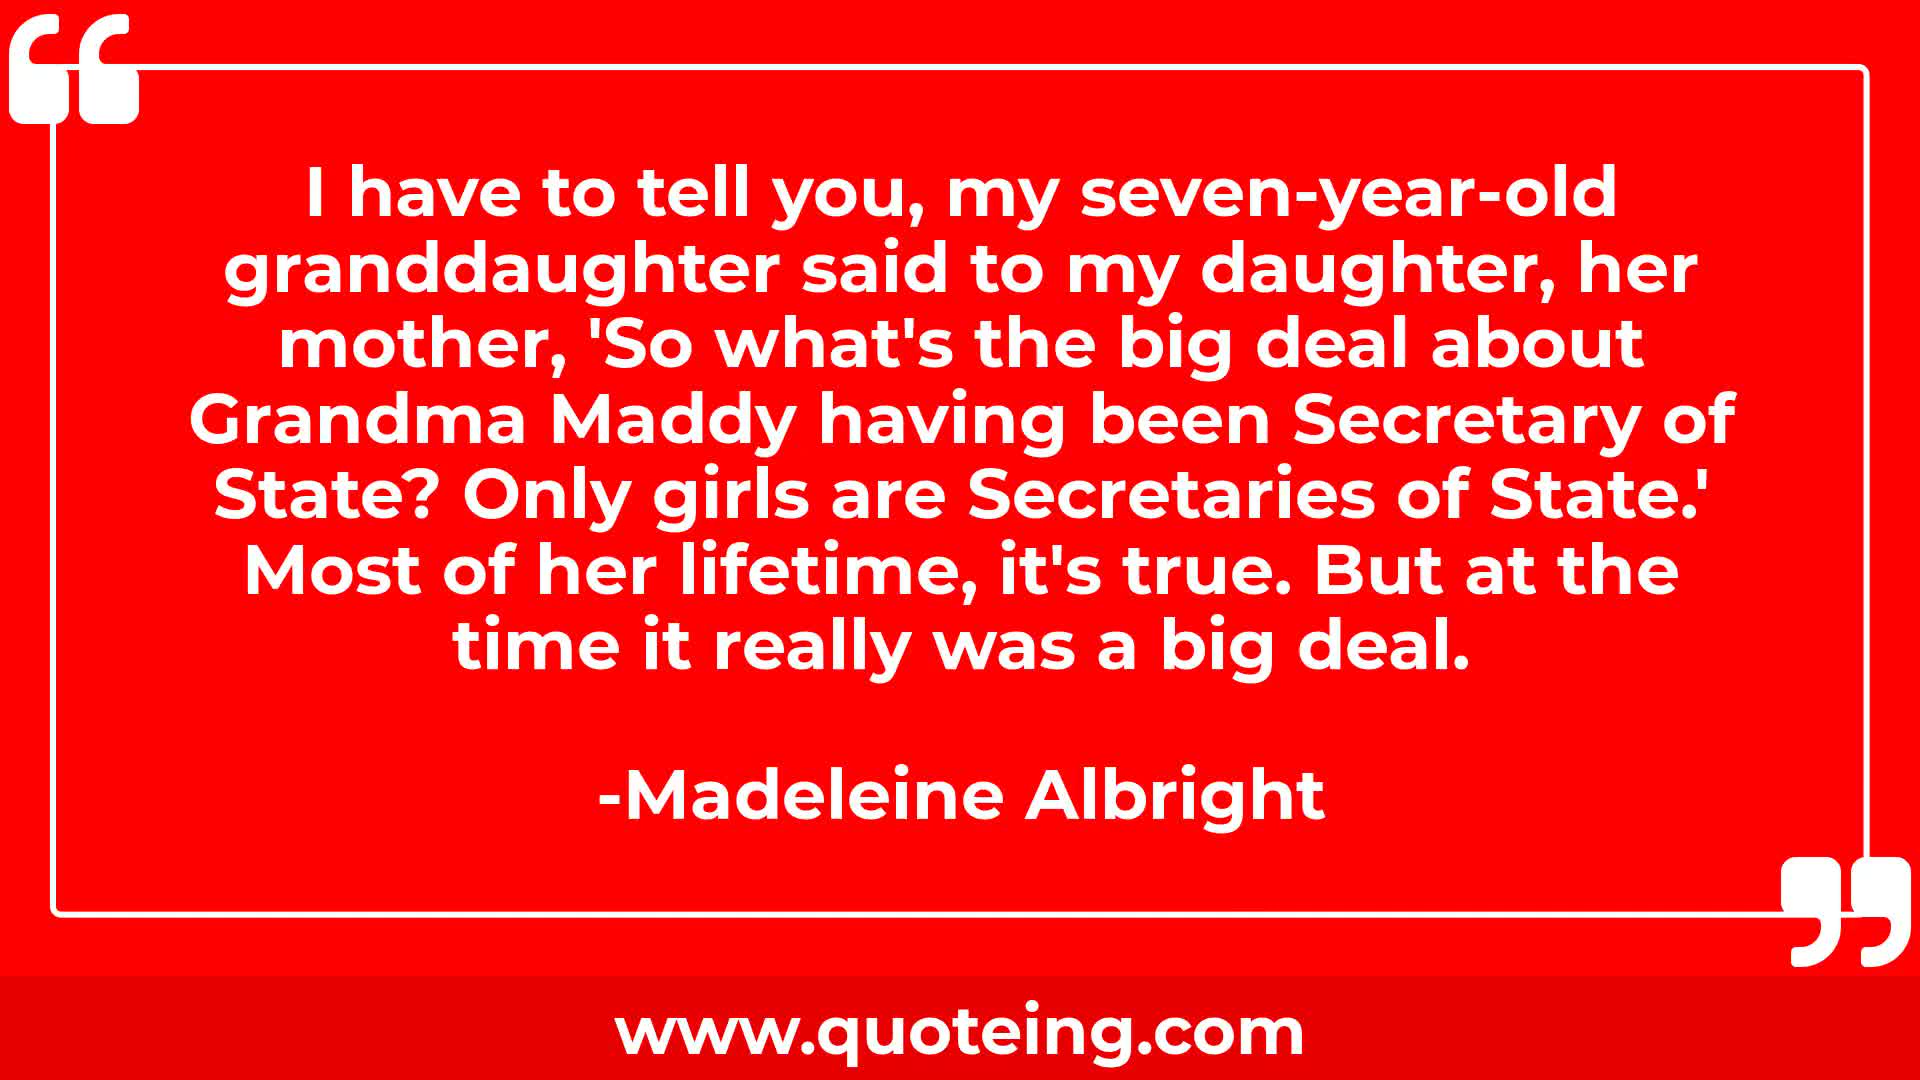 I have to tell you, my seven-year-old
granddaughter said to my daughter, her
mother, 'So what's the big deal about
Grandma Maddy having been Secretary of
State? Only girls are Secretaries of State.'
Most of her lifetime, it's true. But at the
time it really was a big deal.
-Madeleine Albright
www.quoteing.com